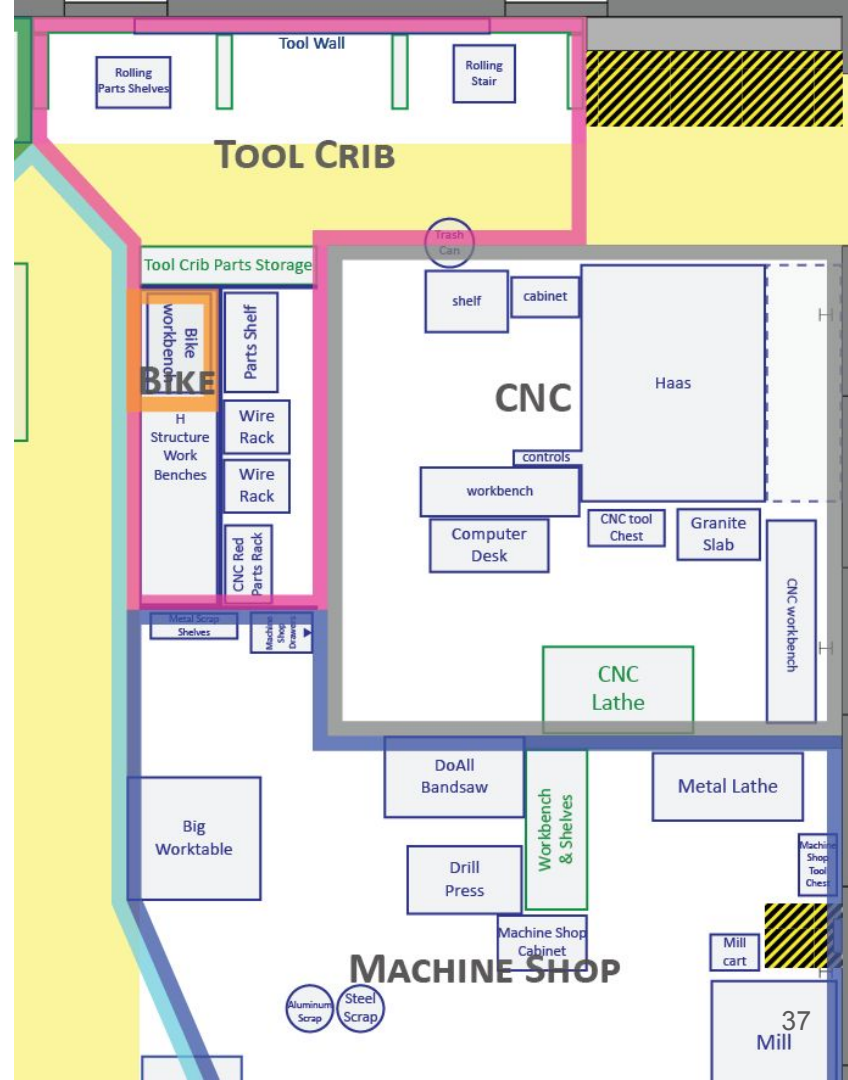 Tool Wall
Rolling
Parts Shelves
Rolling
Stair
TOOL CRIB
Trash
Can
Tool Crib Parts Storage
shelf
cabinet
Bike
workbench
Parts Shelf
BIKE
Haas
CNC
H
Structure
Work
Benches
Wire
Rack
controls
Wire
Rack
workbench
CNC tool
Chest
Granite
Slab
Computer
Desk
CNC Red
Parts Rack
CNC workbench
Metal Scrap
Shelves
Machine
Shop
Drawers
CNC
Lathe
DoAll
Bandsaw
Metal Lathe
Workbench
& Shelves
Big
Worktable
Machine
Shop
Tool
Chest
Drill
Press
Machine Shop
Cabinet
Mill
cart
MACHINE SHOP
Aluminum
Scrap
Steel
Scrap
37
Mill